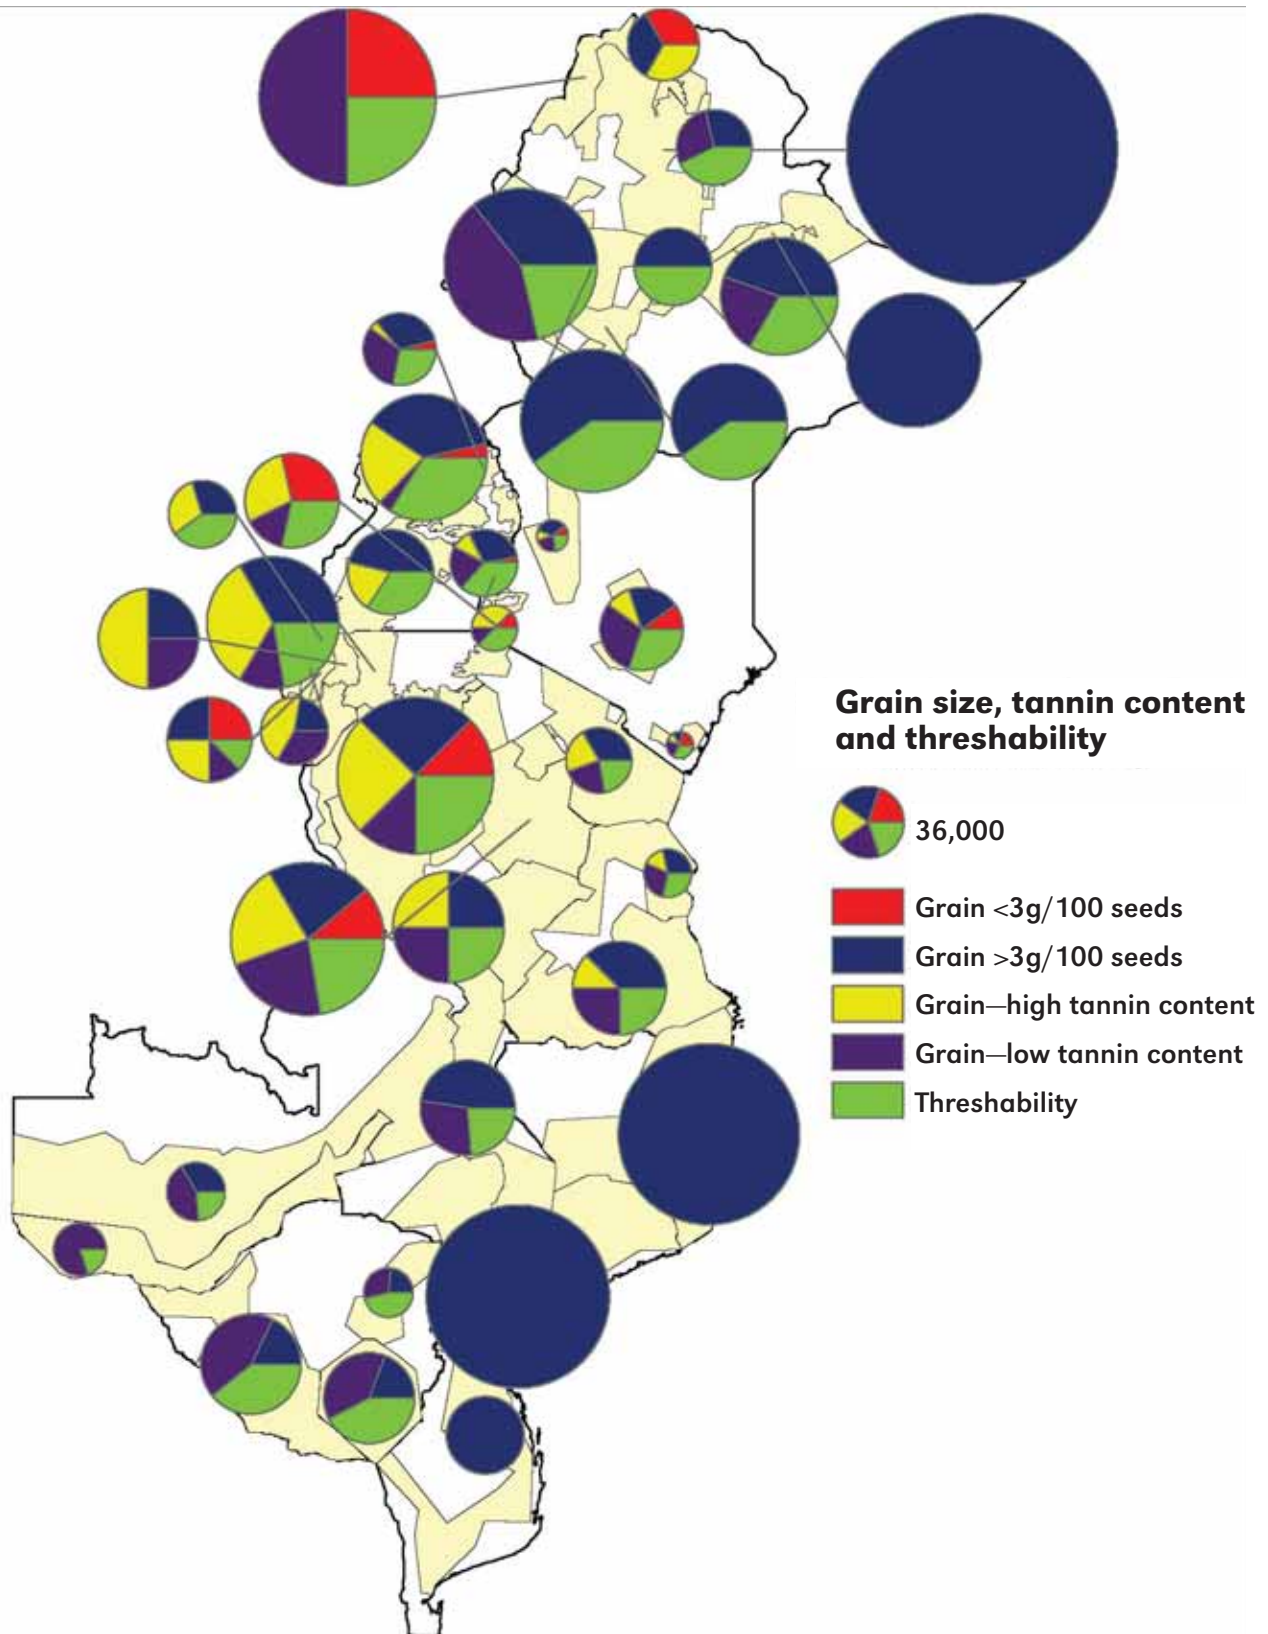 Grain size, tannin content
and threshability
36,000
Grain <3g/100 seeds
Grain >3g/100 seeds
Grain—high tannin content
Grain—low tannin content
Threshability